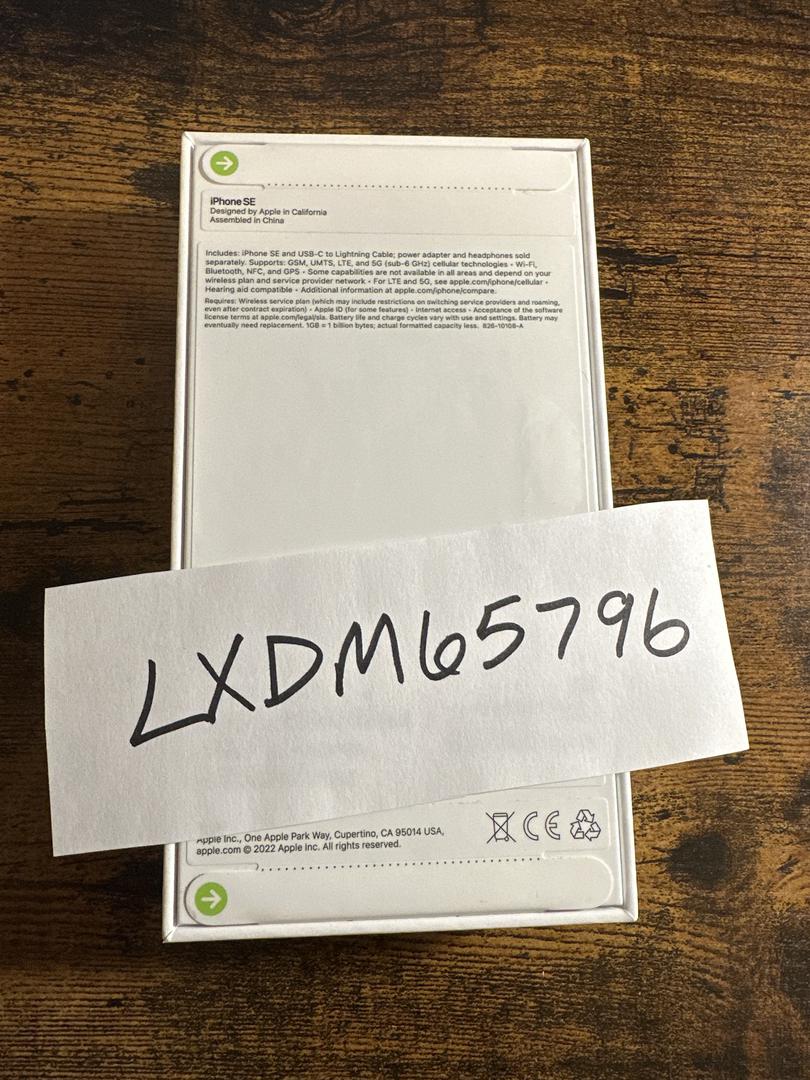 iPhone SE
Designed by Apple in California
Assembled in China
Includes: iPhone SE and USB-C to Lightning Cable; power adapter and headphones sold
separately. Supports: GSM, UMTS, LTE, and 5G (sub-6 GHz) cellular technologies • Wi-Fi,
Bluetooth, NFC, and GPS • Some capabilities are not available in all areas and depend on your
wireless plan and service provider network • For LTE and 5G, see apple.com/iphone/cellular •
Hearing aid compatible • Additional information at apple.com/iphone/compare.
Requires: Wireless service plan (which may include restrictions on switching service providers and roaming,
even after contract expiration) • Apple ID (for some features) • Internet access • Acceptance of the software
license terms at apple.com/legal/sla. Battery life and charge cycles vary with use and settings. Battery may
eventually need replacement. 1GB = 1 billion bytes; actual formatted capacity less. 826-10108-A
LXDM65796
Apple Inc., One Apple Park Way, Cupertino, CA 95014 USA,
apple.com © 2022 Apple Inc. All rights reserved.
CE